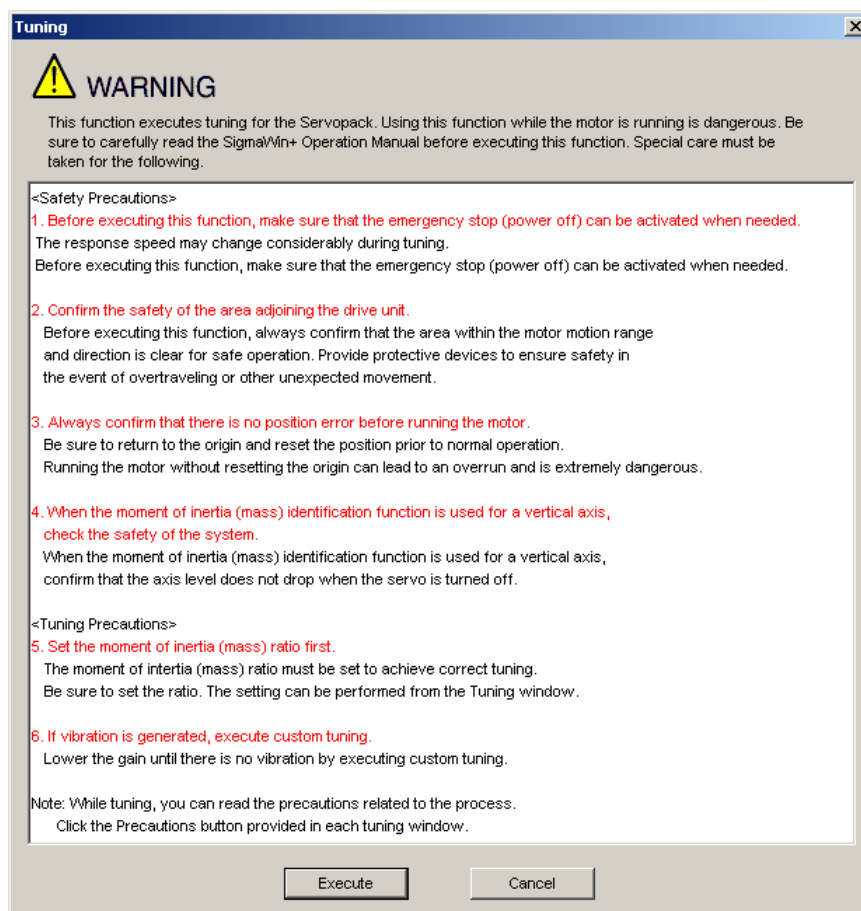 Tuning
WARNING
This function executes tuning for the Servopack. Using this function while the motor is running is dangerous. Be
sure to carefully read the SigmaWin+ Operation Manual before executing this function. Special care must be
taken for the following.
<Safety Precautions>
1. Before executing this function, make sure that the emergency stop (power off) can be activated when needed.
The response speed may change considerably during tuning.
Before executing this function, make sure that the emergency stop (power off) can be activated when needed.
2. Confirm the safety of the area adjoining the drive unit.
Before executing this function, always confirm that the area within the motor motion range
and direction is clear for safe operation. Provide protective devices to ensure safety in
the event of overtraveling or other unexpected movement.
3. Always confirm that there is no position error before running the motor.
Be sure to return to the origin and reset the position prior to normal operation.
Running the motor without resetting the origin can lead to an overrun and is extremely dangerous.
4. When the moment of inertia (mass) identification function is used for a vertical axis,
check the safety of the system.
When the moment of inertia (mass) identification function is used for a vertical axis,
confirm that the axis level does not drop when the servo is turned off.
<Tuning Precautions>
5. Set the moment of inertia (mass) ratio first.
The moment of intertia (mass) ratio must be set to achieve correct tuning.
Be sure to set the ratio. The setting can be performed from the Tuning window.
6. If vibration is generated, execute custom tuning.
Lower the gain until there is no vibration by executing custom tuning.
Note: While tuning, you can read the precautions related to the process.
Click the Precautions button provided in each tuning window.
Execute
Cancel